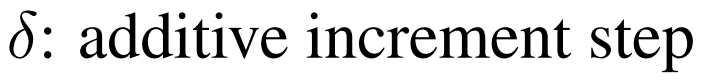 δ: additive increment step